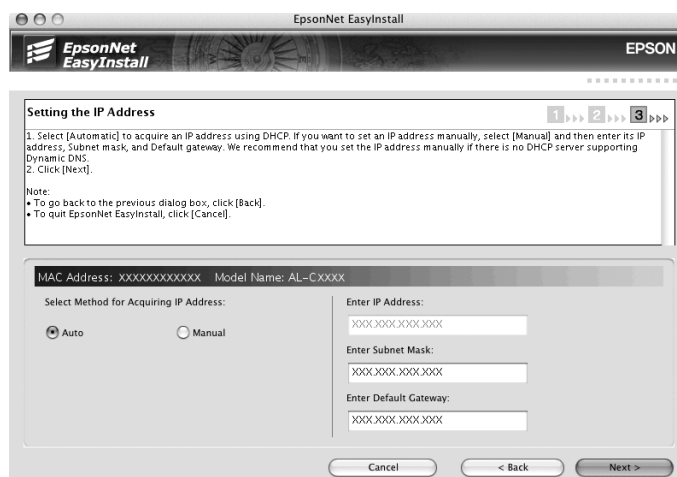 EpsonNet EasyInstall
EpsonNet
EasyInstall
EPSON
Setting the IP Address
1 2 3
1. Select [Automatic] to acquire an IP address using DHCP. If you want to set an IP address manually, select [Manual] and then enter its IP
address, Subnet mask, and Default gateway. We recommend that you set the IP address manually if there is no DHCP server supporting
Dynamic DNS.
2. Click [Next].
Note:
• To go back to the previous dialog box, click [Back].
• To quit EpsonNet EasyInstall, click [Cancel].
MAC Address: XXXXXXXXXXXX Model Name: AL-CXXXX
Select Method for Acquiring IP Address:
Auto
Manual
Enter IP Address:
XXX.XXX.XXX.XXX
Enter Subnet Mask:
XXX.XXX.XXX.XXX
Enter Default Gateway:
XXX.XXX.XXX.XXX
Cancel
< Back
Next >